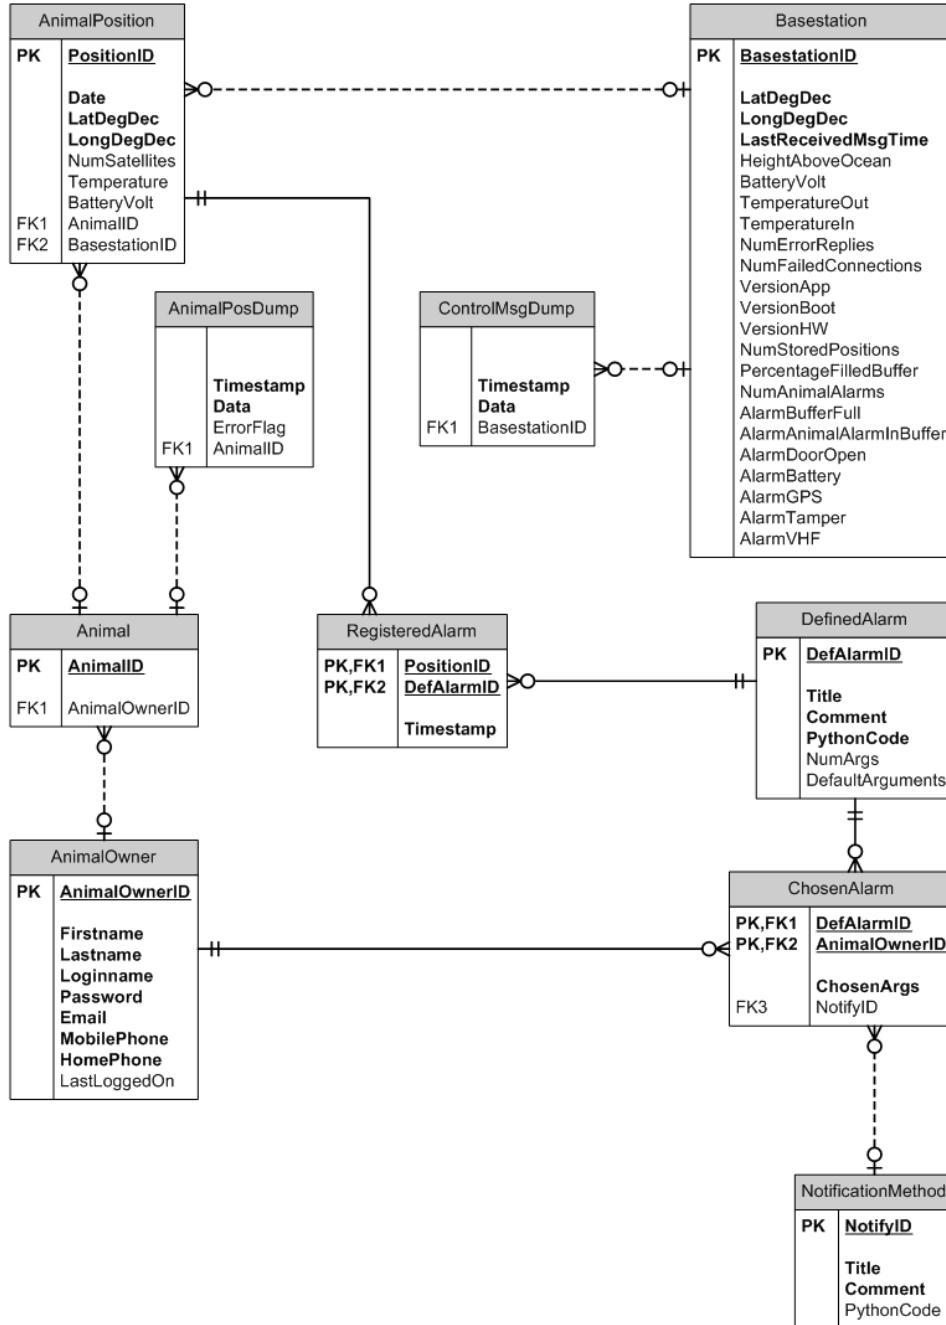 AnimalPosition
PK PositionID
Date
LatDegDec
LongDegDec
NumSatellites
Temperature
BatteryVolt
FK1 AnimalID
FK2 BasestationID
Basestation
PK BasestationID
LatDegDec
LongDegDec
LastReceivedMsgTime
HeightAboveOcean
BatteryVolt
TemperatureOut
TemperatureIn
NumErrorReplies
NumFailedConnections
VersionApp
VersionBoot
VersionHW
NumStoredPositions
PercentageFilledBuffer
NumAnimalAlarms
AlarmBufferFull
AlarmAnimalAlarmInBuffer
AlarmDoorOpen
AlarmBattery
AlarmGPS
AlarmTamper
AlarmVHF
AnimalPosDump
Timestamp
Data
ErrorFlag
FK1 AnimalID
ControlMsgDump
Timestamp
Data
FK1 BasestationID
Animal
PK AnimalID
FK1 AnimalOwnerID
RegisteredAlarm
PK,FK1 PositionID
PK,FK2 DefAlarmID
Timestamp
DefinedAlarm
PK DefAlarmID
Title
Comment
PythonCode
NumArgs
DefaultArguments
AnimalOwner
PK AnimalOwnerID
Firstname
Lastname
Loginname
Password
Email
MobilePhone
HomePhone
LastLoggedOn
ChosenAlarm
PK,FK1 DefAlarmID
PK,FK2 AnimalOwnerID
ChosenArgs
FK3 NotifyID
NotificationMethod
PK NotifyID
Title
Comment
PythonCode